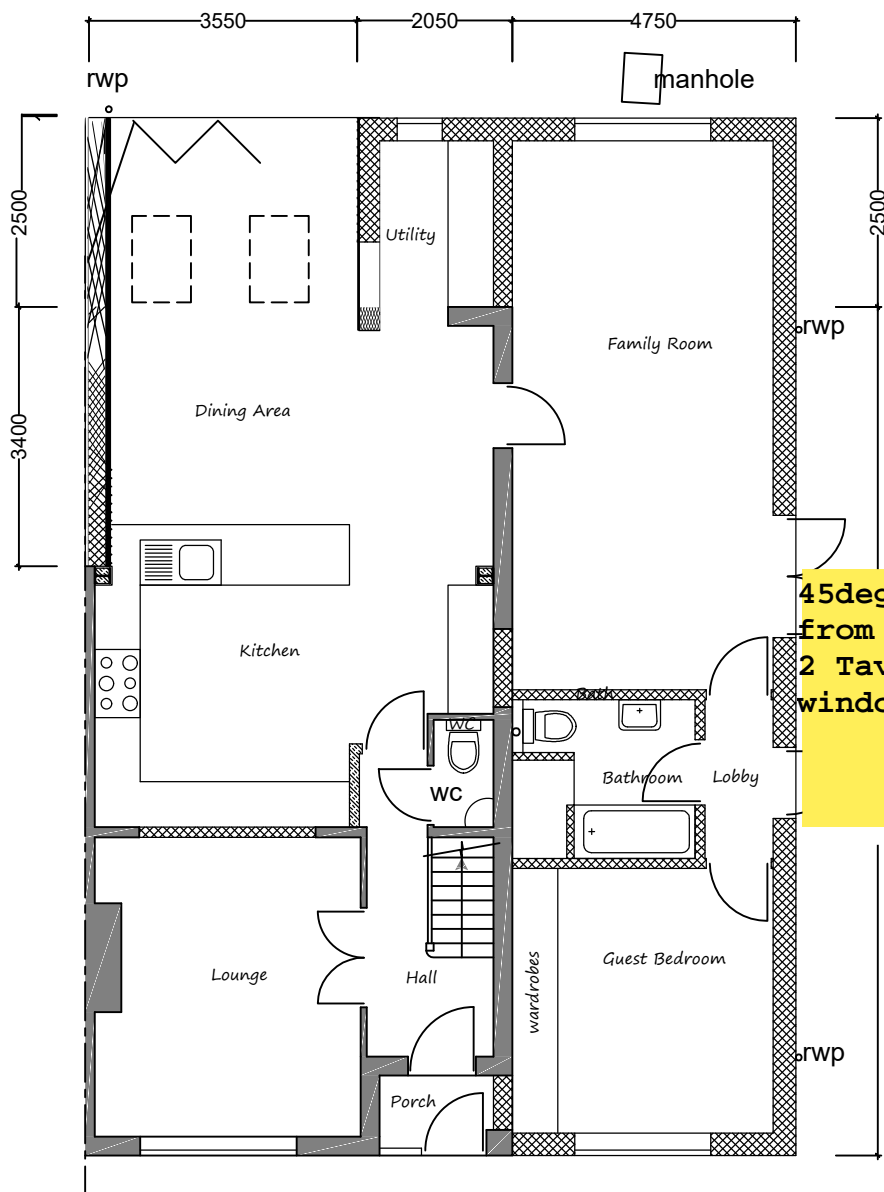 3550
2050
4750
rwp
manhole
2500
2500
Utility
rwp
Family Room
Dining Area
3400
45deg
from
2 Tav
windo
Kitchen
Bath
WC
Bathroom
Lobby
WC
Lounge
Hall
wardrobes
Guest Bedroom
rwp
Porch